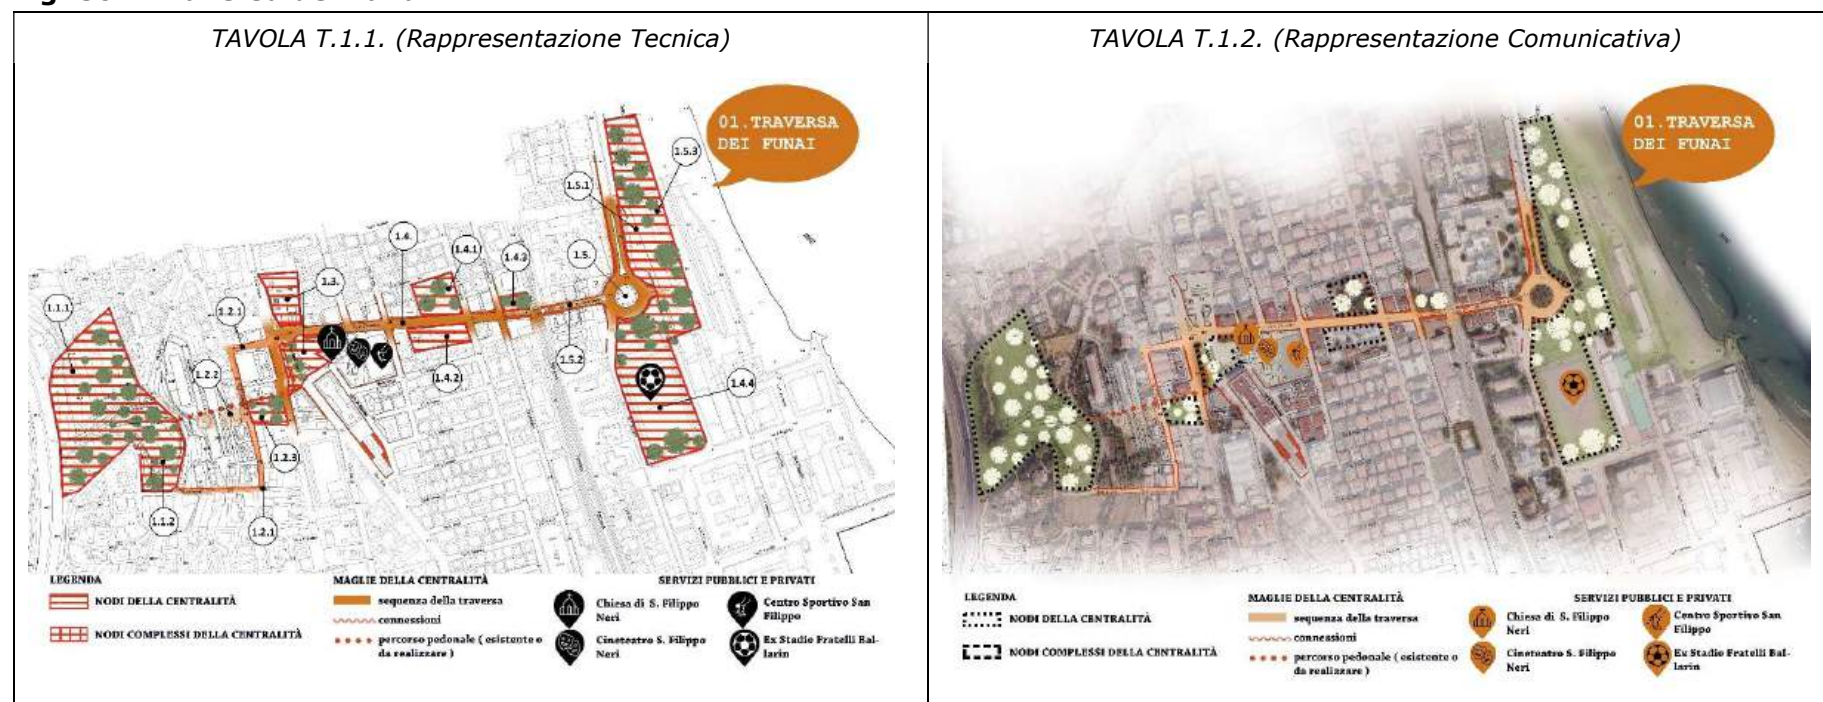 TAVOLA T.1.1. (Rappresentazione Tecnica)
01.TRAVERSA
DEI FUNAI
1.5.3
1.5.1
1.4.
1.4.1
1.4.3
1.5.
1.3.
1.1.1
1.2.1
1.2.2
1.4.2
1.5.2
1.4.4
1.2.3
1.1.2
1.2.1
LEGENDA
NODI DELLA CENTRALITÀ
NODI COMPLESSI DELLA CENTRALITÀ
MAGLIE DELLA CENTRALITÀ
sequenza della traversa
connessioni
percorso pedonale ( esistente o
da realizzare )
SERVIZI PUBBLICI E PRIVATI
Chiesa di S. Filippo
Neri
Cineteatro S. Filippo
Neri
Centro Sportivo San
Filippo
Ex Stadio Fratelli Bal-
larin
TAVOLA T.1.2. (Rappresentazione Comunicativa)
01.TRAVERSA
DEI FUNAI
LEGENDA
NODI DELLA CENTRALITÀ
NODI COMPLESSI DELLA CENTRALITÀ
MAGLIE DELLA CENTRALITÀ
sequenza della traversa
connessioni
percorso pedonale ( esistente o
da realizzare )
SERVIZI PUBBLICI E PRIVATI
Chiesa di S. Filippo
Neri
Cineteatro S. Filippo
Neri
Centro Sportivo San
Filippo
Ex Stadio Fratelli Bal-
larin